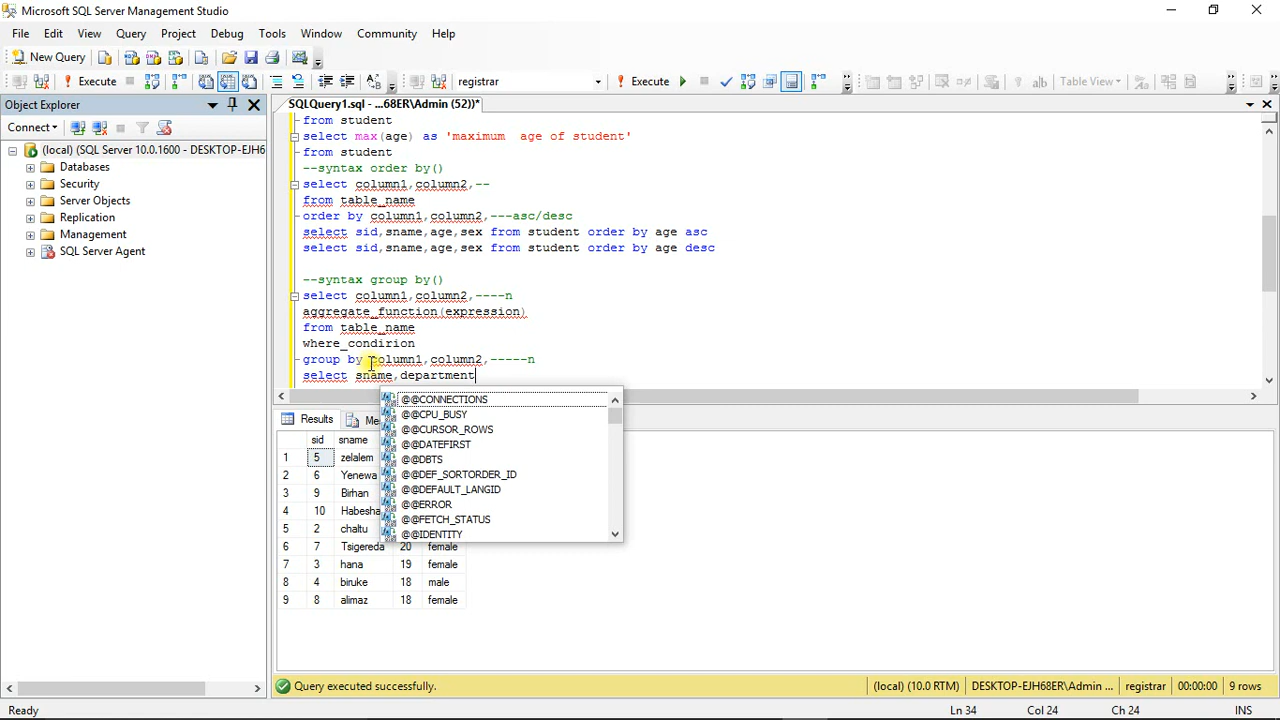 Microsoft SQL Server Management Studio
File Edit View Query Project Debug Tools Window Community Help
New Query
Execute registrar Execute Table View
Object Explorer
Connect
(local) (SQL Server 10.0.1600 - DESKTOP-EJH6
Databases
Security
Server Objects
Replication
Management
SQL Server Agent
SQLQuery1.sql - ...68ER\Admin (52))*
from student
select max(age) as 'maximum  age of student'
from student
--syntax order by()
select column1,column2,--
from table_name
order by column1,column2,---asc/desc
select sid,sname,age,sex from student order by age asc
select sid,sname,age,sex from student order by age desc
--syntax group by()
select column1,column2,----n
aggregate_function(expression)
from table_name
where_condirion
group by column1,column2,-----n
select sname,department
@@CONNECTIONS
@@CPU_BUSY
@@CURSOR_ROWS
@@DATEFIRST
@@DBTS
@@DEF_SORTORDER_ID
@@DEFAULT_LANGID
@@ERROR
@@FETCH_STATUS
@@IDENTITY
Results Me
sid sname
1 5 zelalem
2 6 Yenewa
3 9 Birhan
4 10 Habesha
5 2 chaltu
6 7 Tsigereda 20 female
7 3 hana 19 female
8 4 biruke 18 male
9 8 alimaz 18 female
Query executed successfully. (local) (10.0 RTM) DESKTOP-EJH68ER\Admin ... registrar 00:00:00 9 rows
Ready Ln 34 Col 24 Ch 24 INS